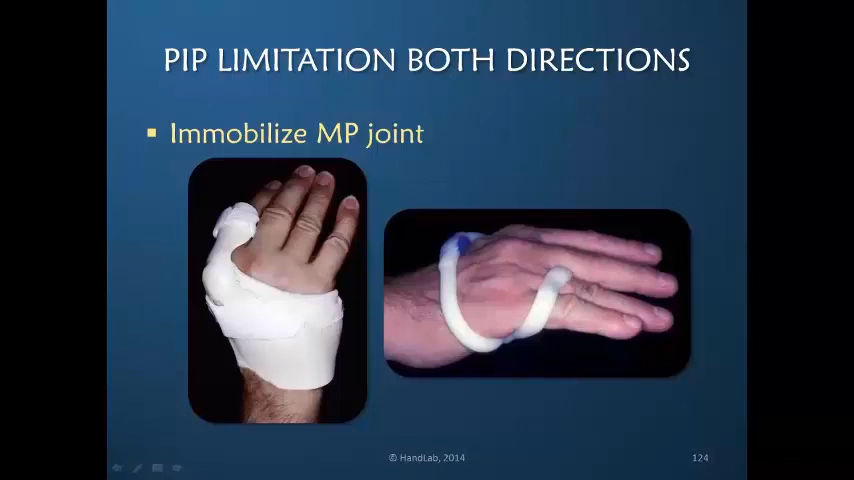 PIP LIMITATION BOTH DIRECTIONS
Immobilize MP joint
© HandLab, 2014
124